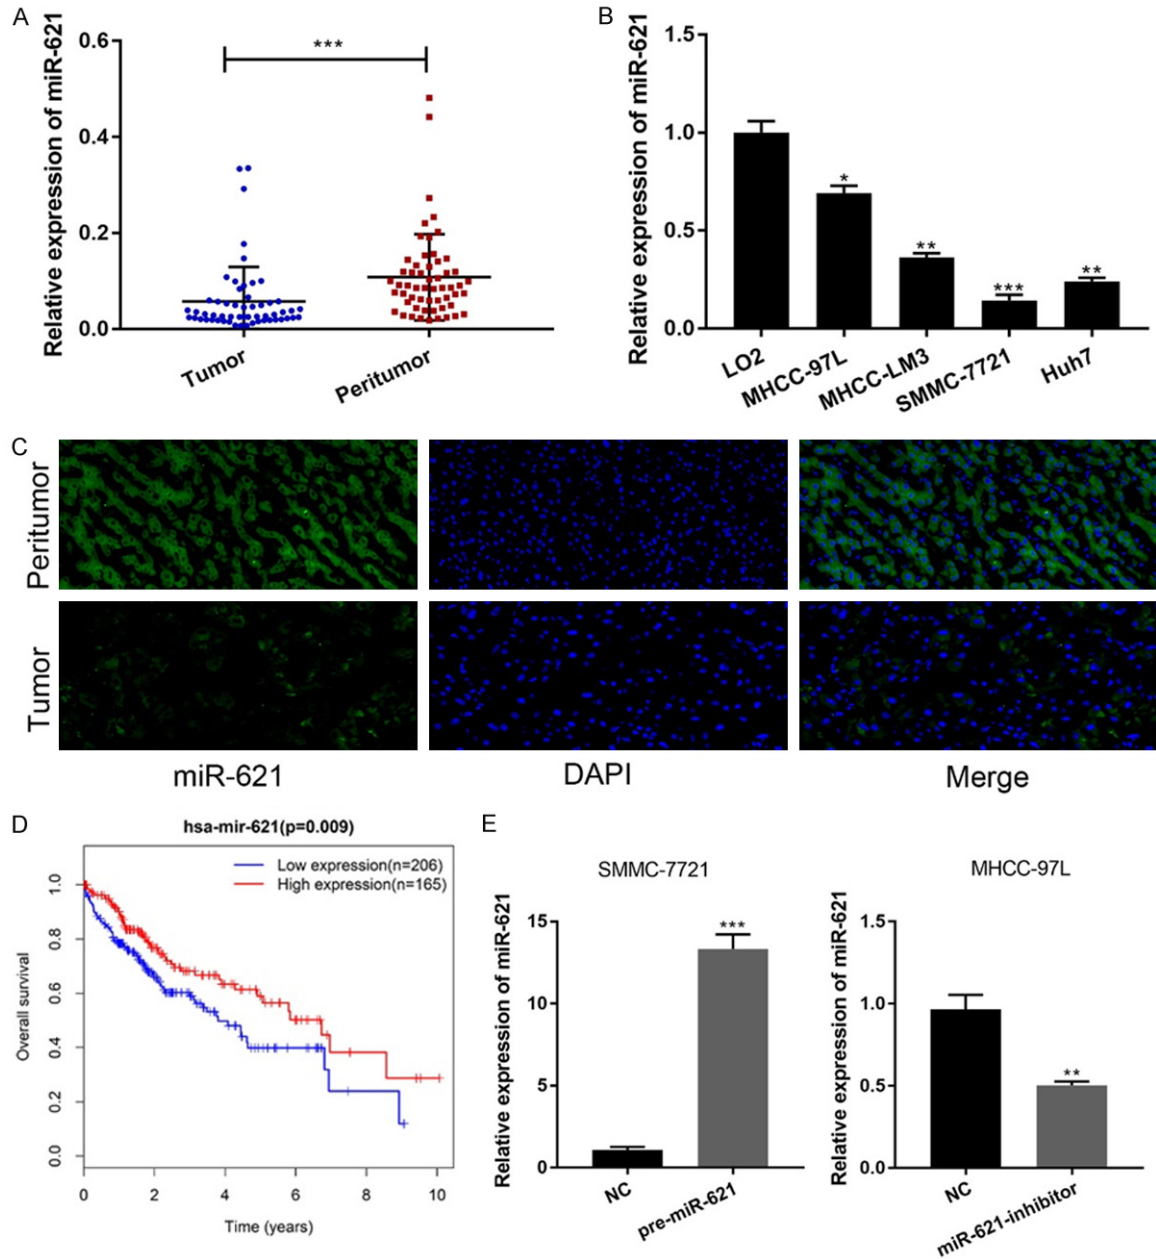 A
Relative expression of miR-621
0.6
0.4
0.2
0.0
***
Tumor
Peritumor
B
Relative expression of miR-621
1.5
1.0
0.5
0.0
*
**
***
**
LO2
MHCC-97L
MHCC-LM3
SMMC-7721
Huh7
C
Peritumor
Tumor
miR-621
DAPI
Merge
D
hsa-mir-621(p=0.009)
Low expression(n=206)
High expression(n=165)
Overall survival
1.0
0.8
0.6
0.4
0.2
0.0
0 2 4 6 8 10
Time (years)
E
SMMC-7721
Relative expression of miR-621
15
10
5
0
***
NC
pre-miR-621
MHCC-97L
Relative expression of miR-621
1.5
1.0
0.5
0.0
**
NC
miR-621-inhibitor